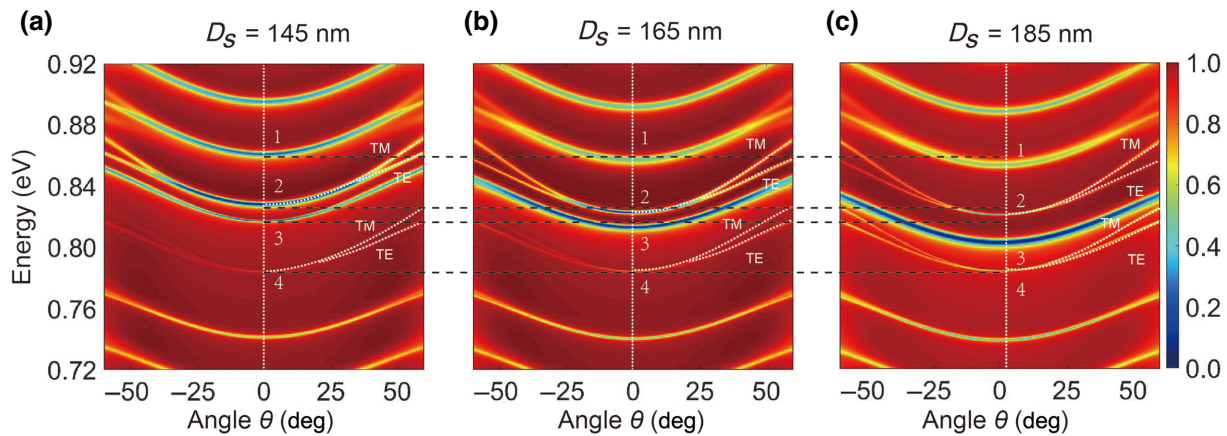 (a) (b) (c)
D_S = 145 nm D_S = 165 nm D_S = 185 nm
Energy (eV)
0.92
0.88
0.84
0.80
0.76
0.72
1
2
3
4
TM
TE
TM
TE
−50 −25 0 25 50
Angle θ (deg)
1
2
3
4
TM
TE
TM
TE
−50 −25 0 25 50
Angle θ (deg)
1
2
3
4
TM
TE
TM
TE
−50 −25 0 25 50
Angle θ (deg)
1.0
0.8
0.6
0.4
0.2
0.0